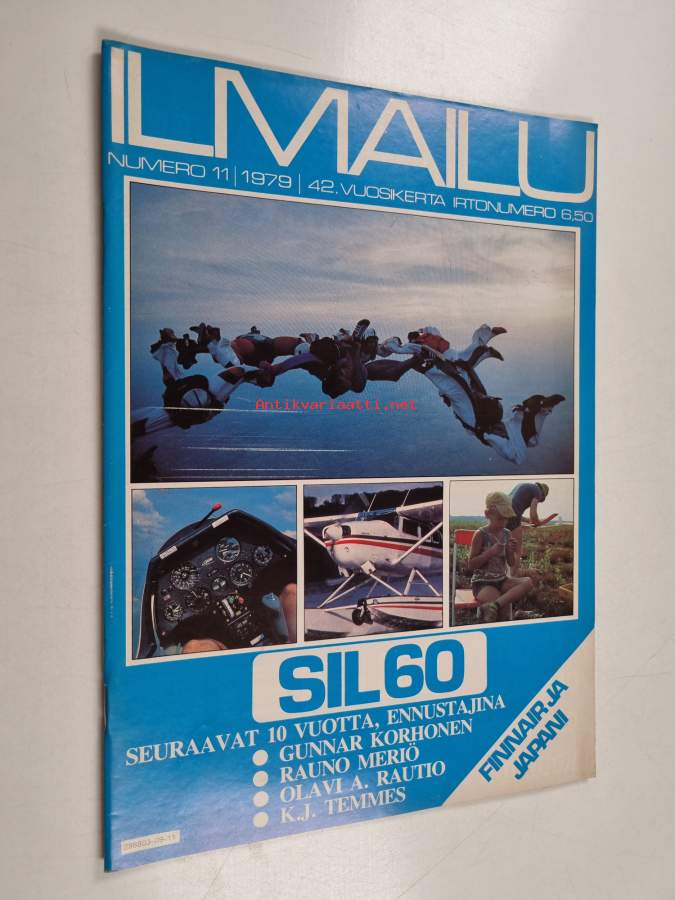 ILMAILU
NUMERO 11 | 1979 | 42. VUOSIKERTA IRTONUMERO 6,50
Antikvariaatti.net
SIL60
SEURAAVAT 10 VUOTTA, ENNUSTAJINA
● GUNNAR KORHONEN
● RAUNO MERIÖ
● OLAVI A. RAUTIO
● K.J. TEMMES
FINNAIR JA
JAPANI